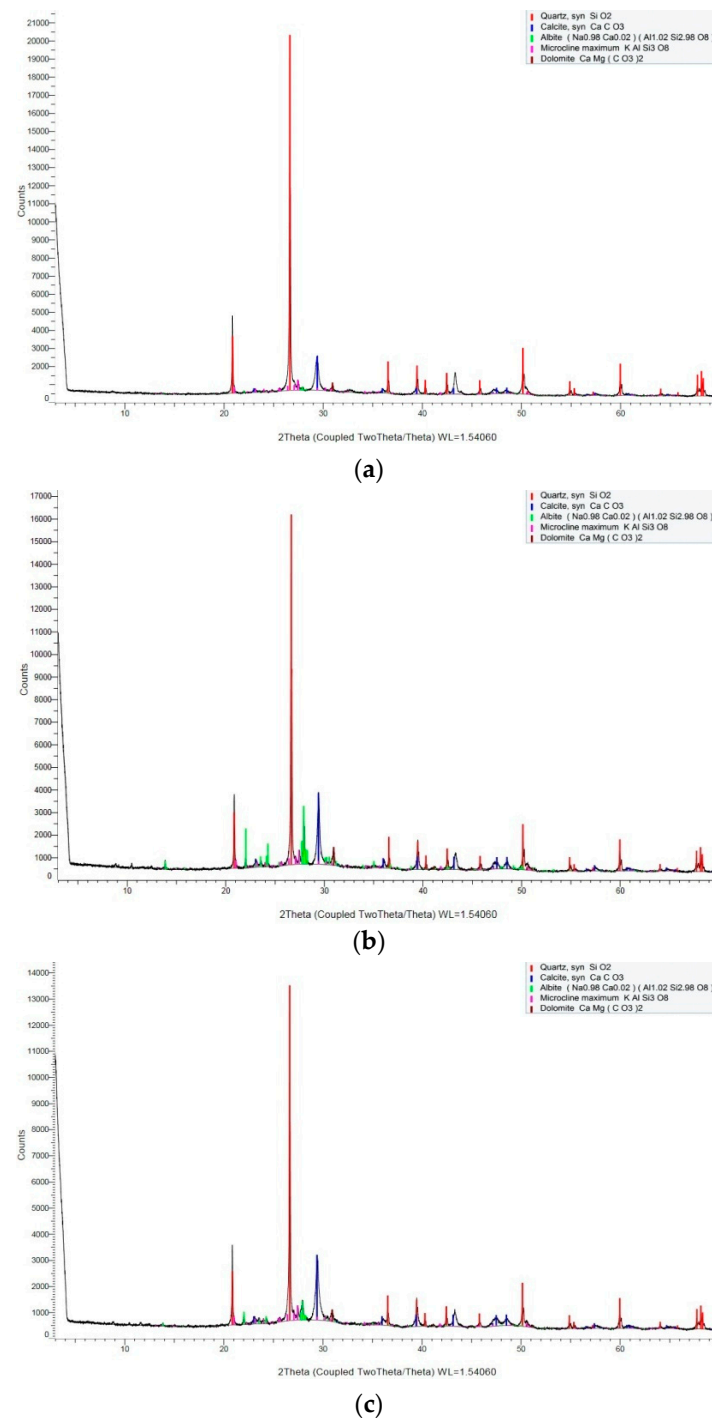 21000
20000
19000
18000
17000
16000
15000
14000
13000
12000
11000
10000
9000
8000
7000
6000
5000
4000
3000
2000
1000
0
Counts
Quartz, syn Si O2
Calcite, syn Ca C O3
Albite ( Na0.98 Ca0.02 ) ( Al1.02 Si2.98 O8 )
Microcline maximum K Al Si3 O8
Dolomite Ca Mg ( C O3 )2
10 20 30 40 50 60
2Theta (Coupled TwoTheta/Theta) WL=1.54060
(a)
17000
16000
15000
14000
13000
12000
11000
10000
9000
8000
7000
6000
5000
4000
3000
2000
1000
0
Counts
Quartz, syn Si O2
Calcite, syn Ca C O3
Albite ( Na0.98 Ca0.02 ) ( Al1.02 Si2.98 O8 )
Microcline maximum K Al Si3 O8
Dolomite Ca Mg ( C O3 )2
10 20 30 40 50 60
2Theta (Coupled TwoTheta/Theta) WL=1.54060
(b)
14000
13000
12000
11000
10000
9000
8000
7000
6000
5000
4000
3000
2000
1000
0
Counts
Quartz, syn Si O2
Calcite, syn Ca C O3
Albite ( Na0.98 Ca0.02 ) ( Al1.02 Si2.98 O8 )
Microcline maximum K Al Si3 O8
Dolomite Ca Mg ( C O3 )2
10 20 30 40 50 60
2Theta (Coupled TwoTheta/Theta) WL=1.54060
(c)